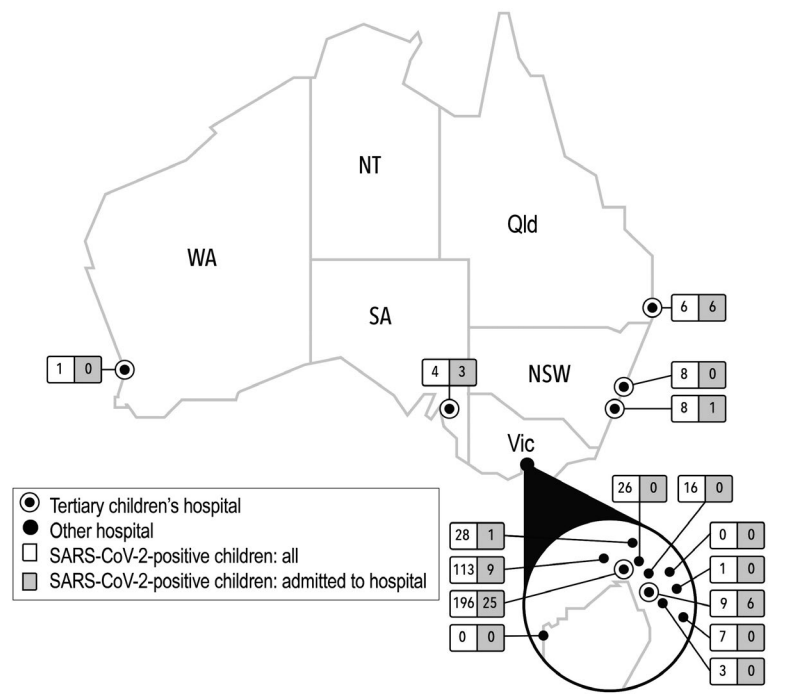 NT
WA
Qld
SA
6 6
1 0
4 3
NSW
8 0
8 1
Vic
Tertiary children's hospital
Other hospital
SARS-CoV-2-positive children: all
SARS-CoV-2-positive children: admitted to hospital
26 0
16 0
28 1
113 9
196 25
0 0
0 0
1 0
9 6
7 0
3 0